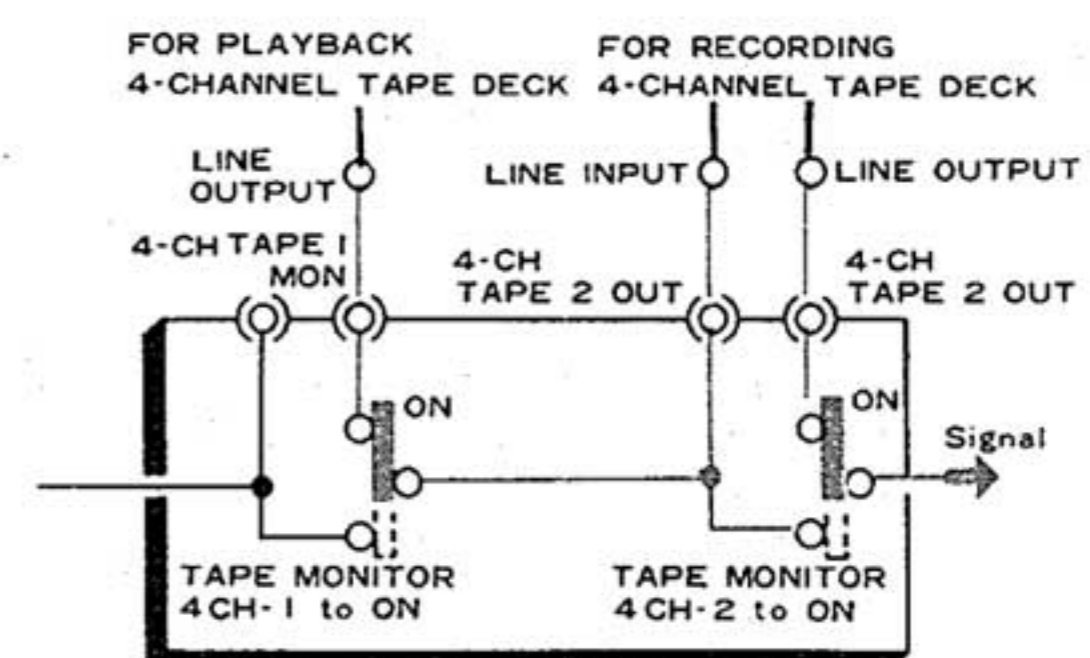 FOR PLAYBACK
4-CHANNEL TAPE DECK
FOR RECORDING
4-CHANNEL TAPE DECK
LINE
OUTPUT
LINE INPUT
LINE OUTPUT
4-CH TAPE 1
MON
4-CH
TAPE 2 OUT
4-CH
TAPE 2 OUT
ON
ON
Signal
TAPE MONITOR
4CH-1 to ON
TAPE MONITOR
4CH-2 to ON